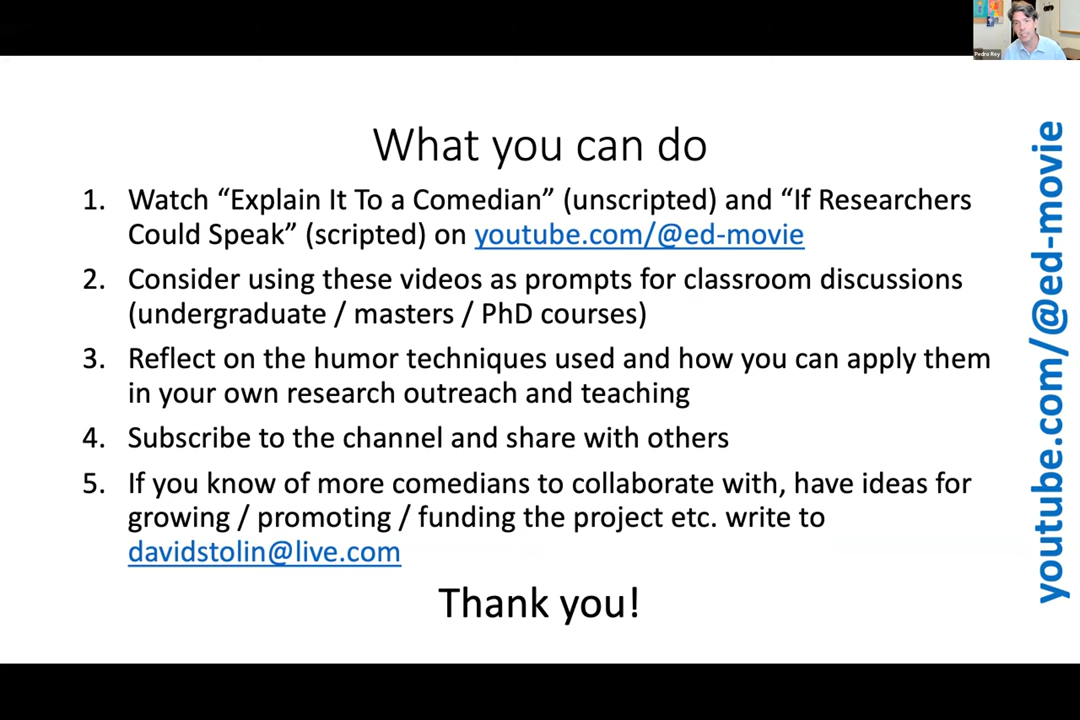 Pedro Rey
What you can do
1. Watch “Explain It To a Comedian” (unscripted) and “If Researchers
Could Speak” (scripted) on youtube.com/@ed-movie
2. Consider using these videos as prompts for classroom discussions
(undergraduate / masters / PhD courses)
3. Reflect on the humor techniques used and how you can apply them
in your own research outreach and teaching
4. Subscribe to the channel and share with others
5. If you know of more comedians to collaborate with, have ideas for
growing / promoting / funding the project etc. write to
davidstolin@live.com
Thank you!
youtube.com/@ed-movie